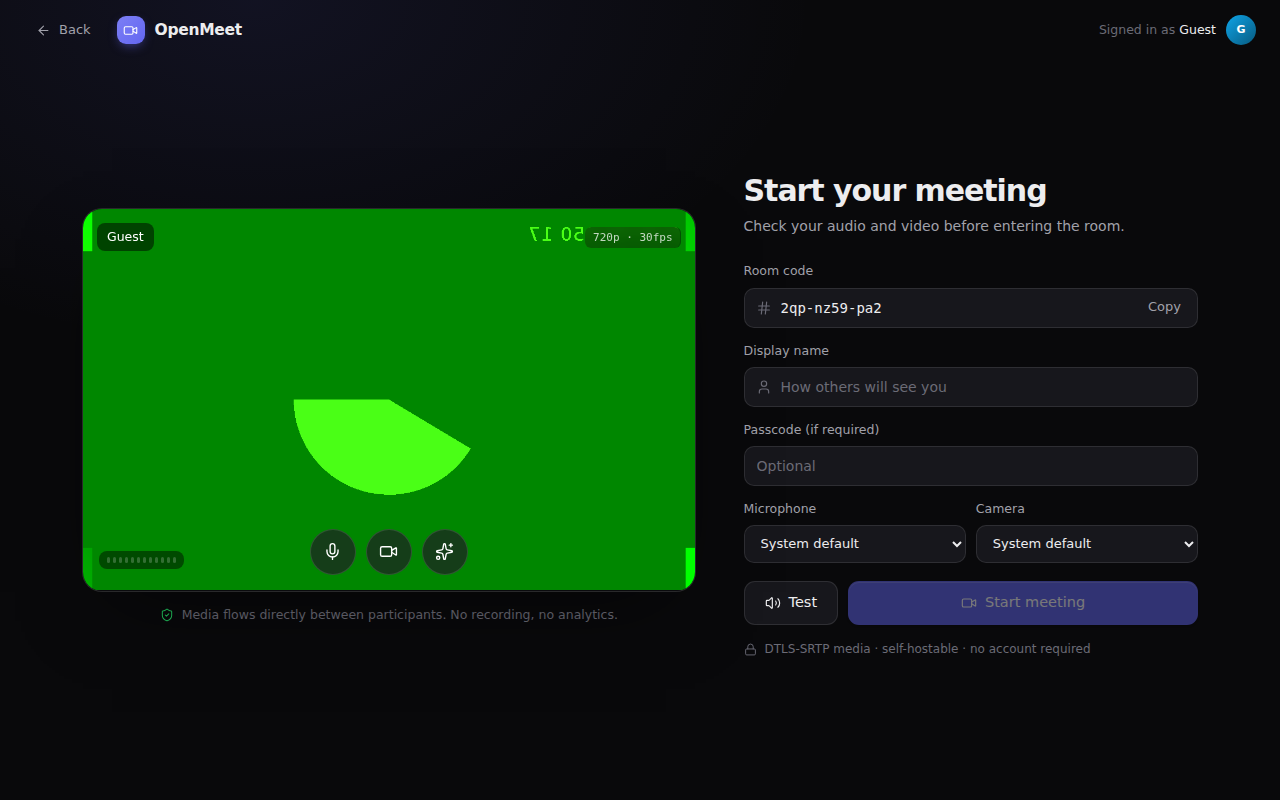 Back
OpenMeet
Signed in as Guest
G
Guest
720p · 30fps
Media flows directly between participants. No recording, no analytics.
Start your meeting
Check your audio and video before entering the room.
Room code
2qp-nz59-pa2
Copy
Display name
How others will see you
Passcode (if required)
Optional
Microphone
Camera
System default
System default
Test
Start meeting
DTLS-SRTP media · self-hostable · no account required